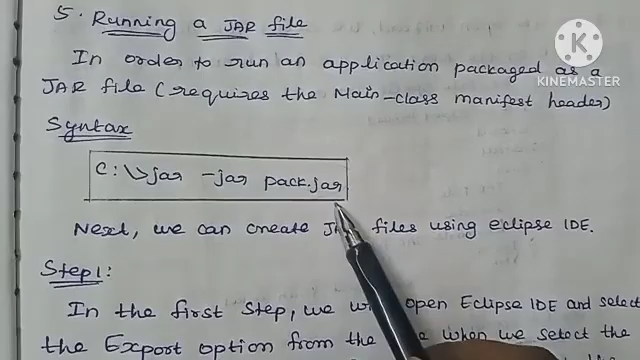 5. Running a JAR file
In order to run an application packaged as a
JAR file (requires the Main-class manifest header)
Syntax
C:\>jar -jar pack.jar
Next, we can create files using eclipse IDE.
Step1:
In the first step, we open Eclipse IDE and select
the Export option from the when we select the
K
KINEMASTER